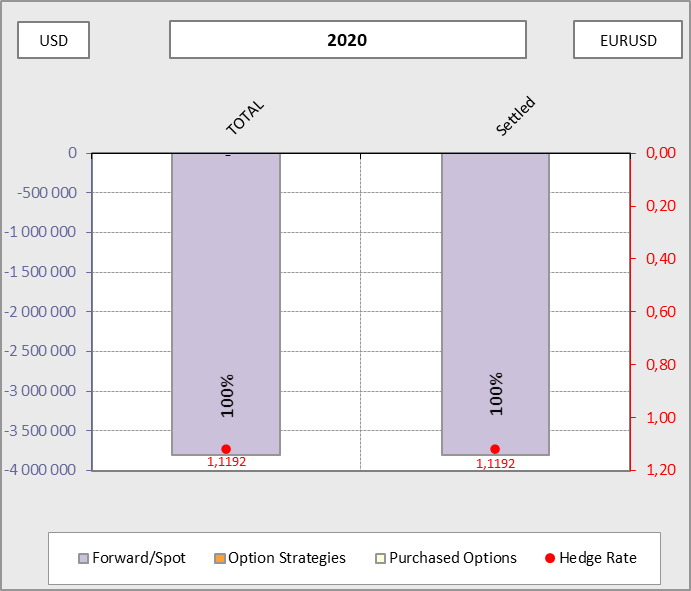 USD 2020 EURUSD
TOTAL Settled
0 0,00
-500 000 0,20
-1 000 000 0,40
-1 500 000
-2 000 000 0,60
-2 500 000 0,80
-3 000 000
100% 100%
-3 500 000 1,00
-4 000 000 1,20
1,1192 1,1192
Forward/Spot Option Strategies Purchased Options Hedge Rate